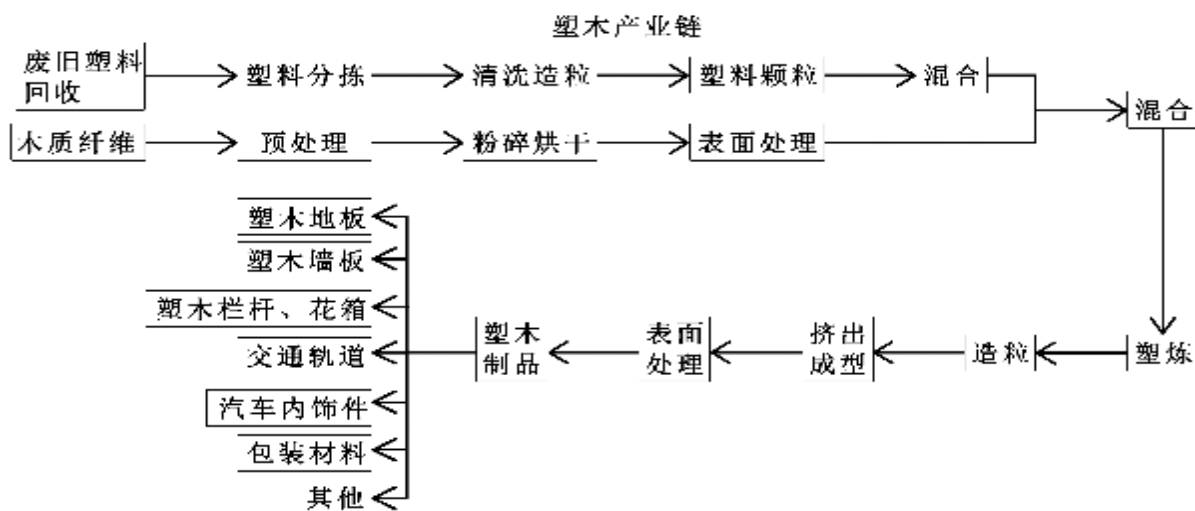 塑木产业链
废旧塑料
回收
塑料分拣
清洗造粒
塑料颗粒
混合
混合
木质纤维
预处理
粉碎烘干
表面处理
塑木地板
塑木墙板
塑木栏杆、花箱
交通轨道
汽车内饰件
包装材料
其他
塑木
制品
表面
处理
挤出
成型
造粒
塑炼